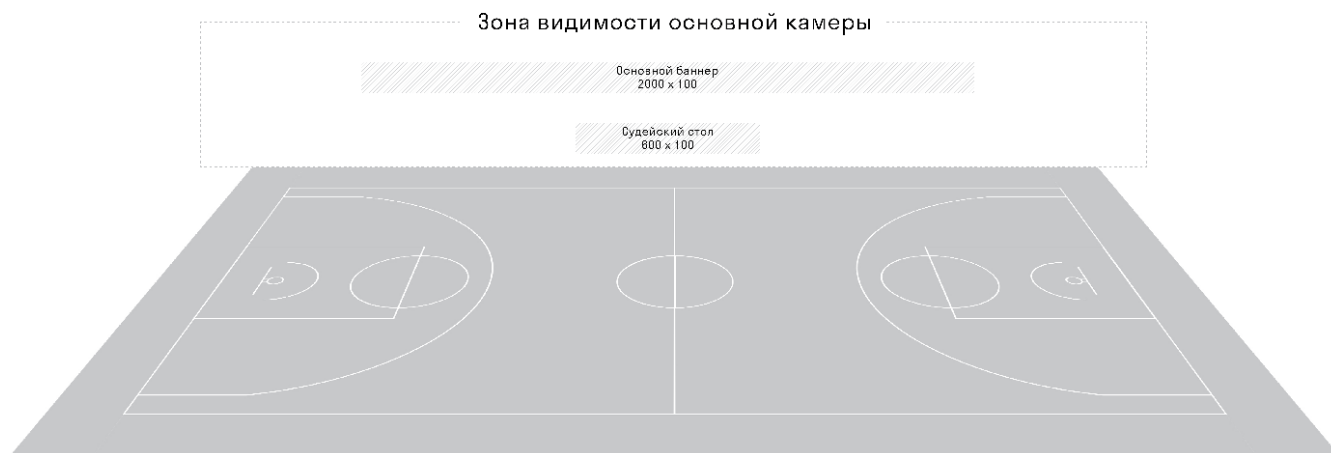 Зона видимости основной камеры
Основной баннер
2000 x 100
Судейский стол
600 x 100